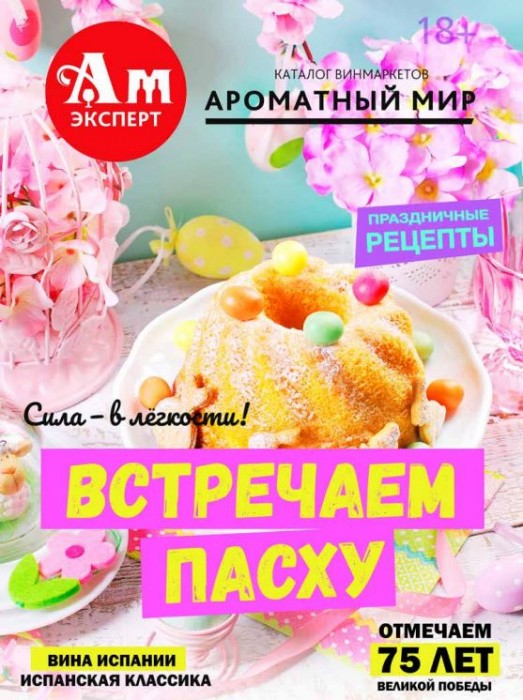 Ам
ЭКСПЕРТ
18+
КАТАЛОГ ВИНМАРКЕТОВ
АРОМАТНЫЙ МИР
ПРАЗДНИЧНЫЕ
РЕЦЕПТЫ
Сила – в лёгкости!
ВСТРЕЧАЕМ
ПАСХУ
ВИНА ИСПАНИИ
ИСПАНСКАЯ КЛАССИКА
ОТМЕЧАЕМ
75 ЛЕТ
ВЕЛИКОЙ ПОБЕДЫ